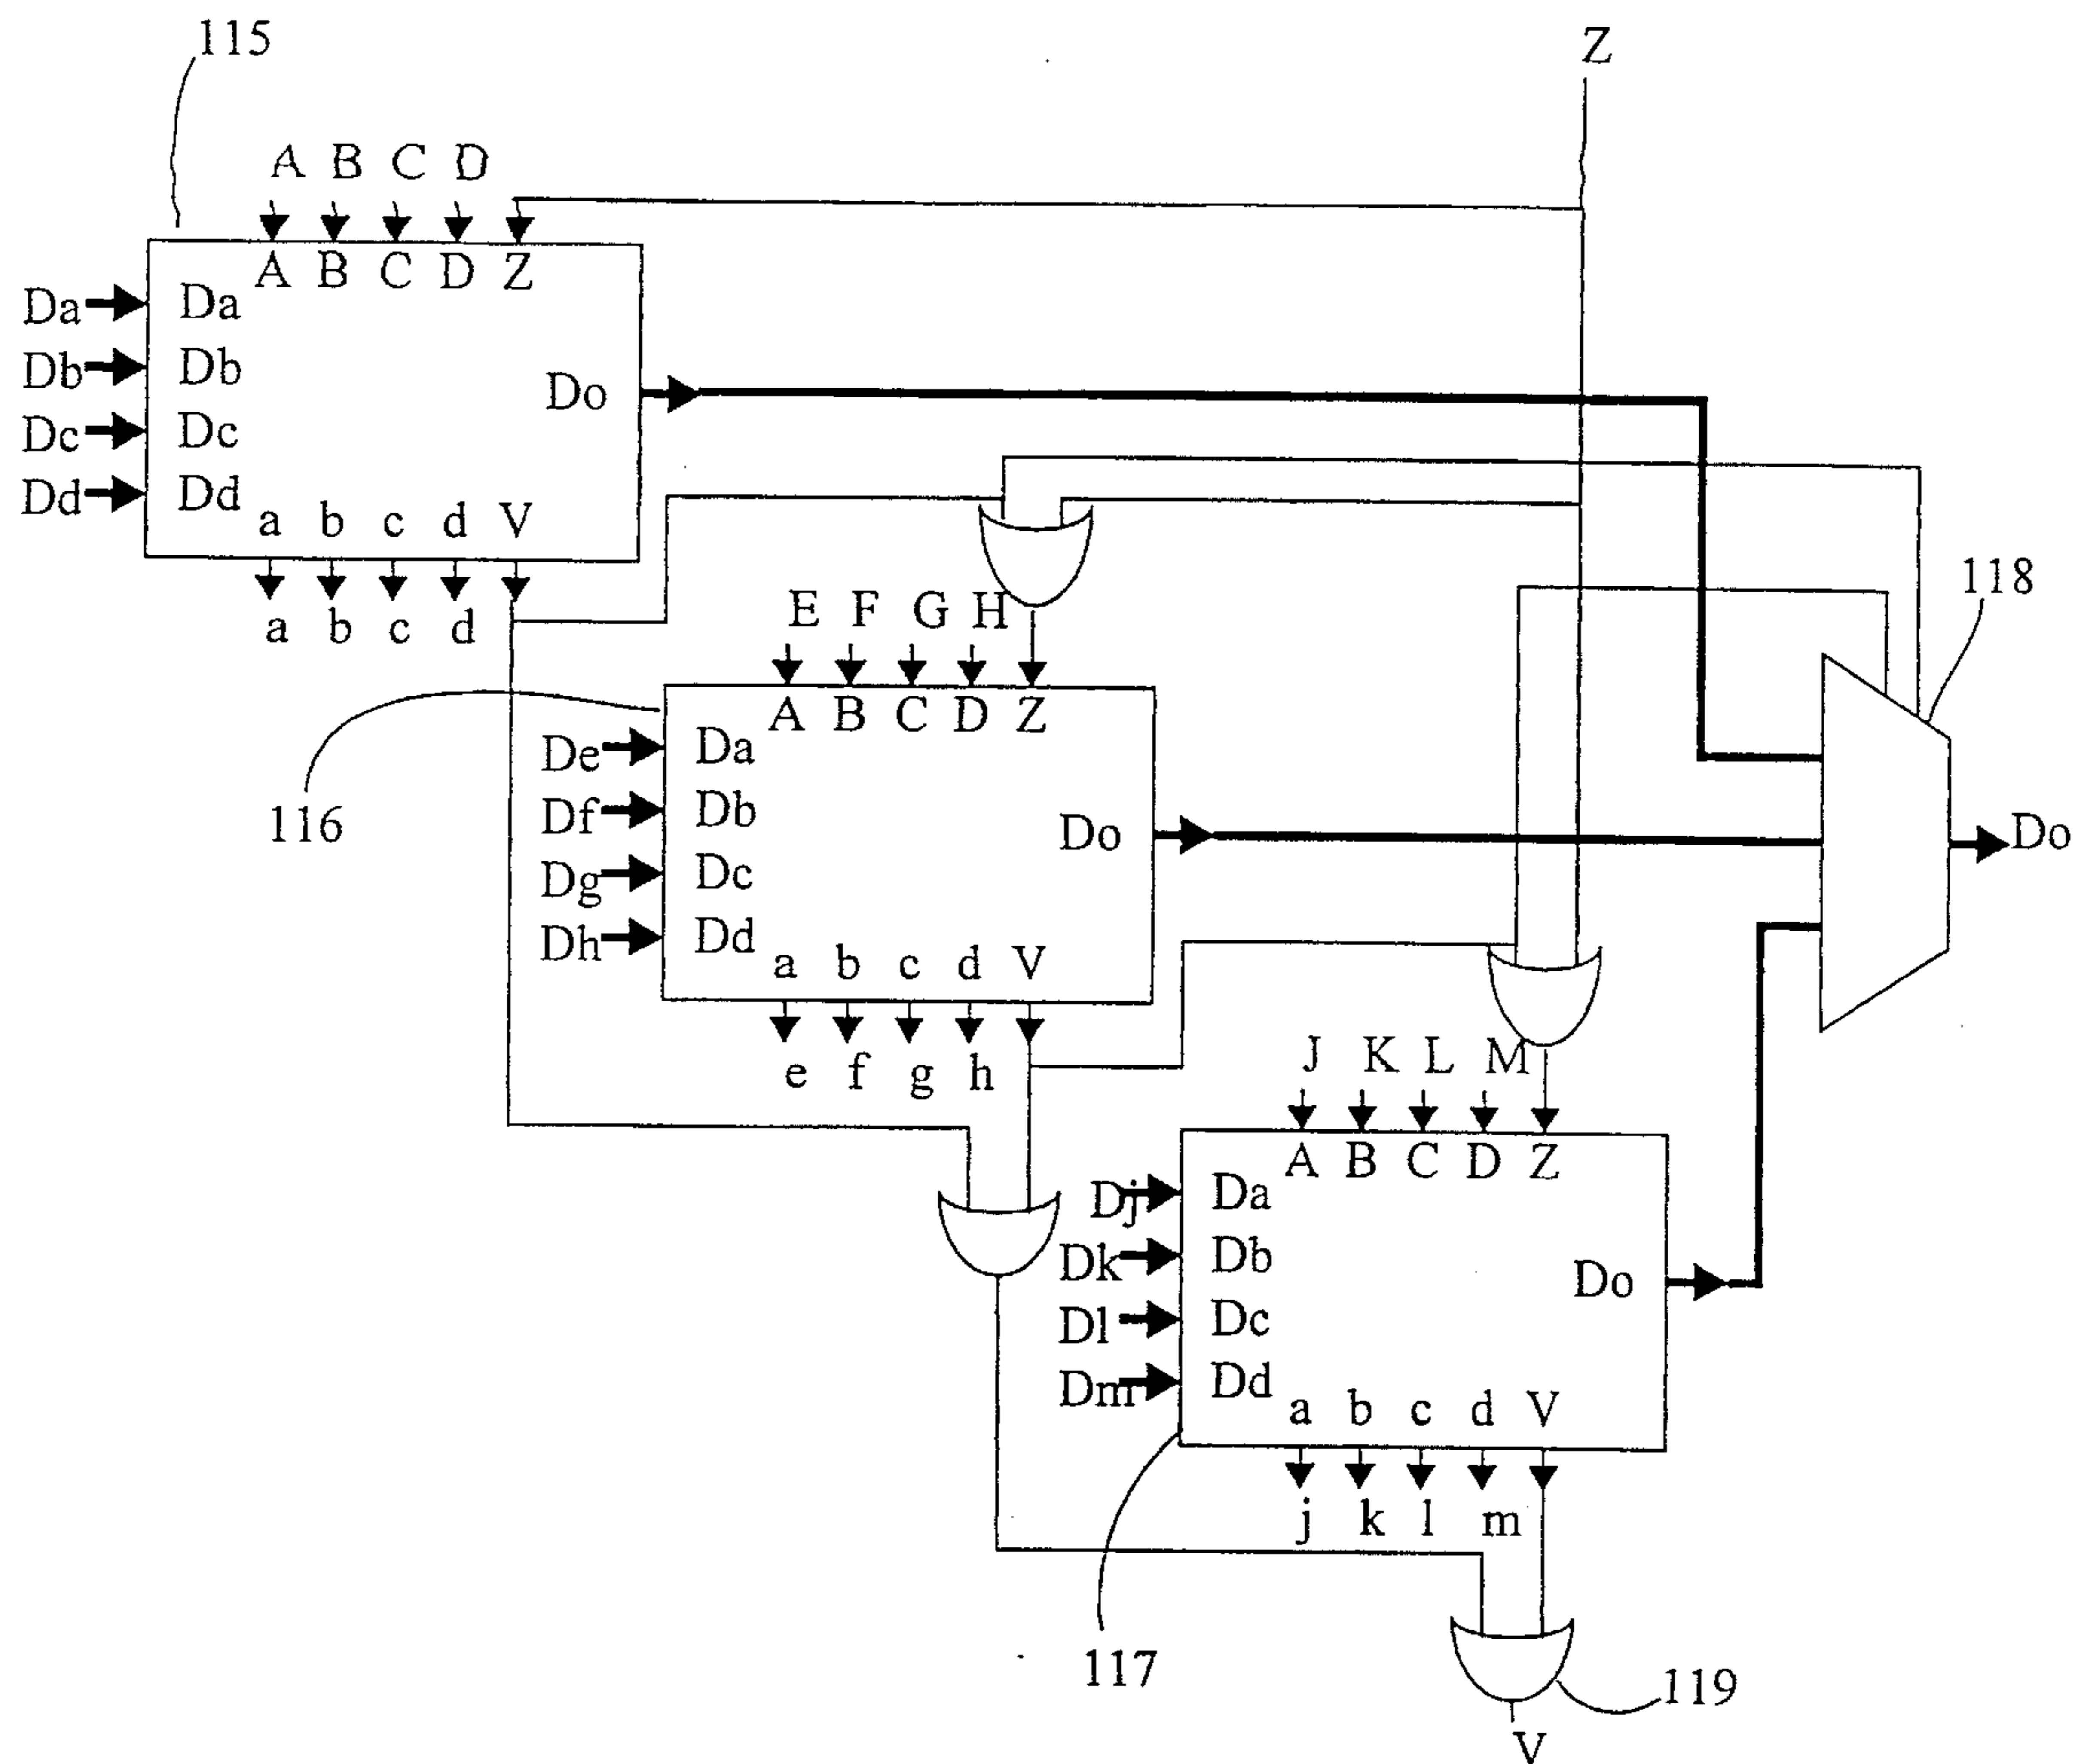 115
Z
A B C D
A B C D Z
Da Da
Db Db
Do
Dc Dc
Dd Dd
a b c d V
a b c d
118
E F G H
A B C D Z
116
De Da
Df Db
Do
Do
Dg Dc
Dh Dd
a b c d V
e f g h
J K L M
A B C D Z
Dj Da
Dk Db
Do
Dl Dc
Dm Dd
a b c d V
j k l m
117
119
V